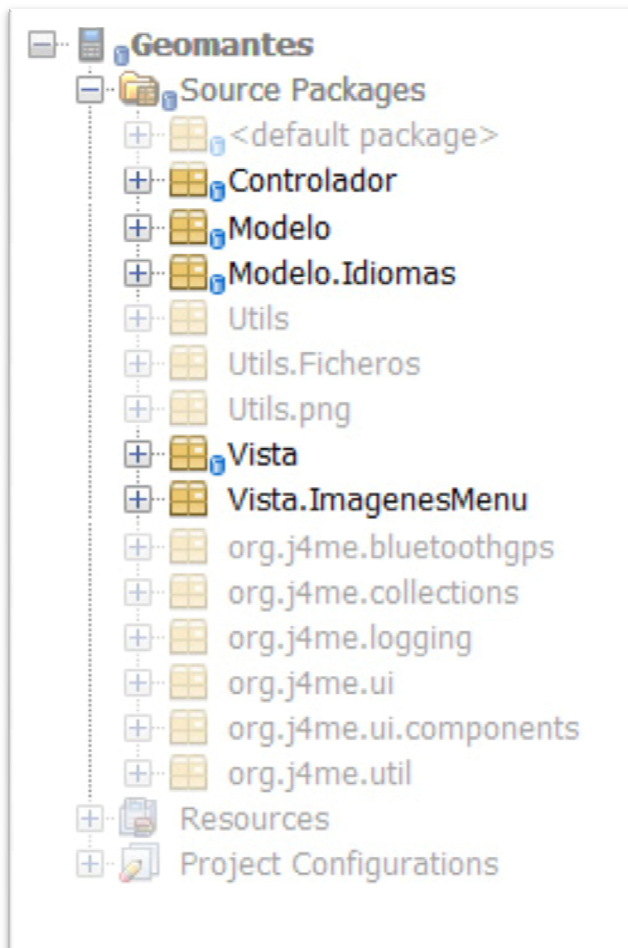 Geomantes
Source Packages
<default package>
Controlador
Modelo
Modelo.Idiomas
Utils
Utils.Ficheros
Utils.png
Vista
Vista.ImagenesMenu
org.j4me.bluetoothgps
org.j4me.collections
org.j4me.logging
org.j4me.ui
org.j4me.ui.components
org.j4me.util
Resources
Project Configurations